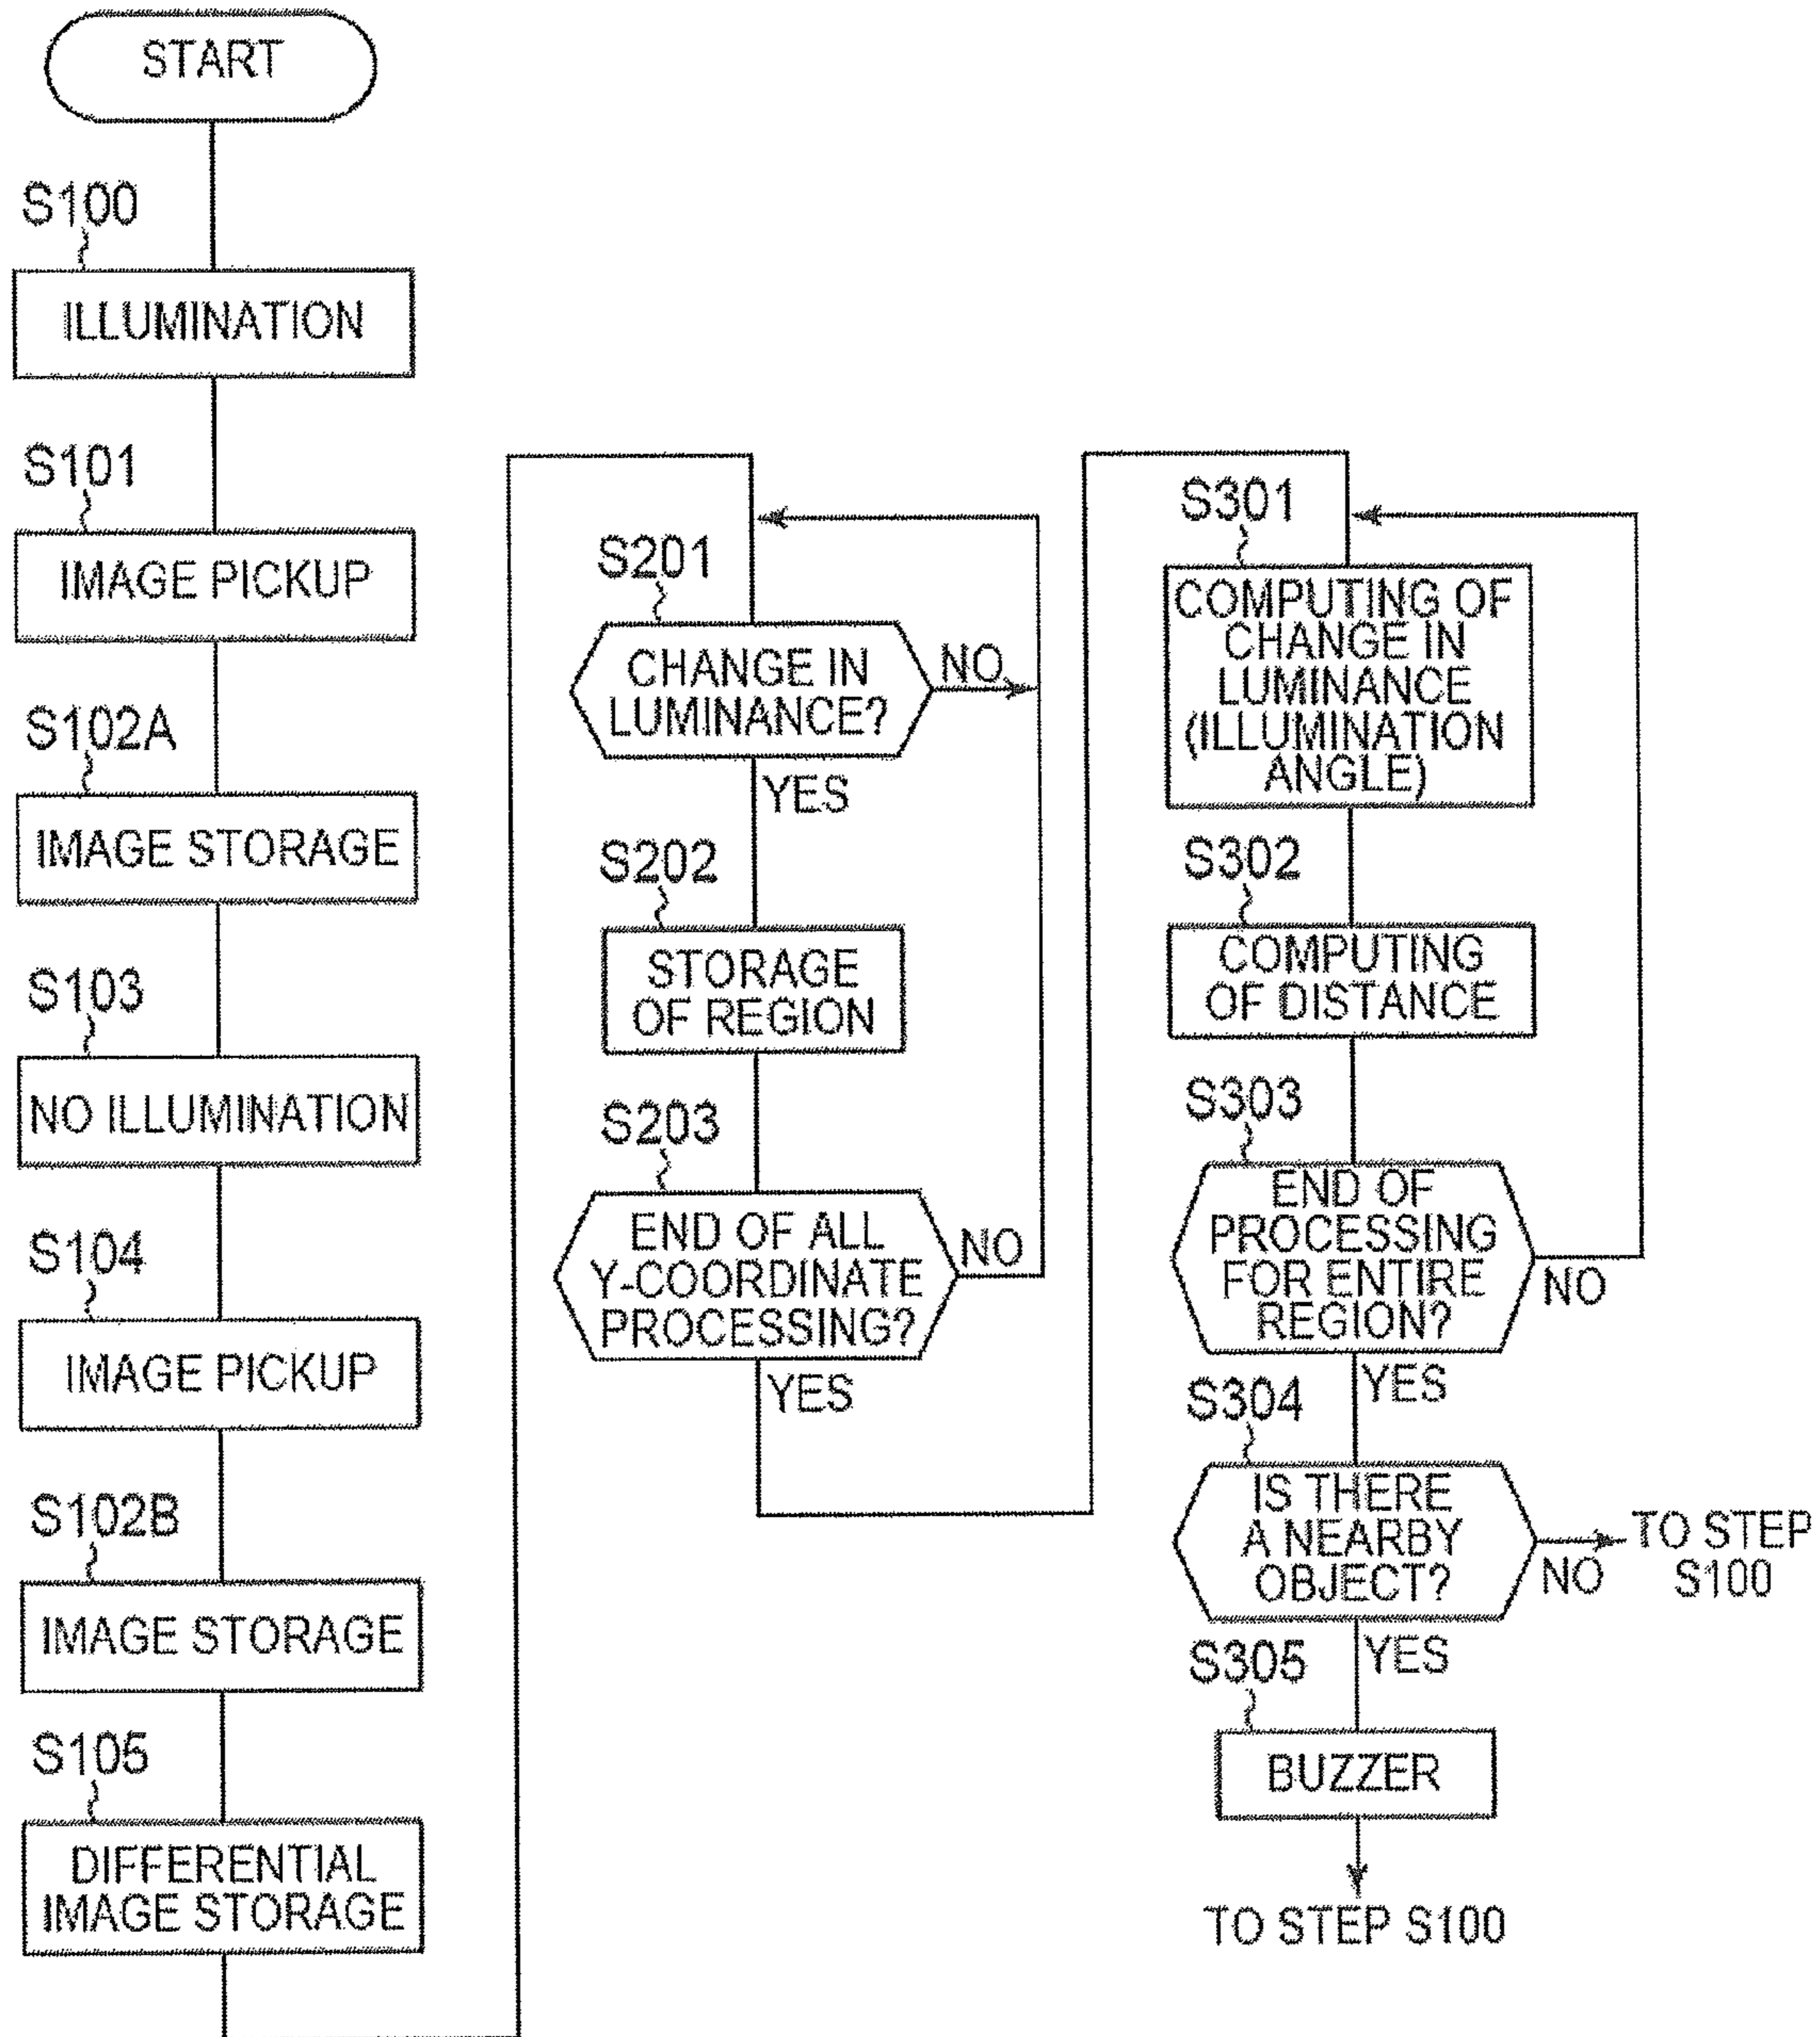 START
S100
ILLUMINATION
S101
IMAGE PICKUP
S102A
IMAGE STORAGE
S103
NO ILLUMINATION
S104
IMAGE PICKUP
S102B
IMAGE STORAGE
S105
DIFFERENTIAL
IMAGE STORAGE
S201
CHANGE IN
LUMINANCE?
NO
YES
S202
STORAGE
OF REGION
S203
END OF ALL
Y-COORDINATE
PROCESSING?
NO
YES
S301
COMPUTING OF
CHANGE IN
LUMINANCE
(ILLUMINATION
ANGLE)
S302
COMPUTING
OF DISTANCE
S303
END OF
PROCESSING
FOR ENTIRE
REGION?
NO
YES
S304
IS THERE
A NEARBY
OBJECT?
NO
TO STEP
S100
YES
S305
BUZZER
TO STEP S100